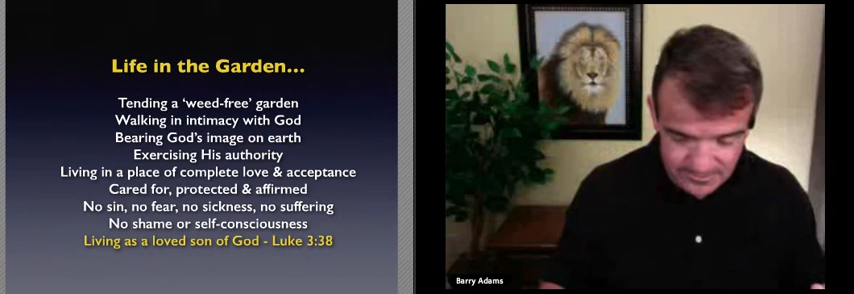 Life in the Garden...
Tending a ‘weed-free’ garden
Walking in intimacy with God
Bearing God’s image on earth
Exercising His authority
Living in a place of complete love & acceptance
Cared for, protected & affirmed
No sin, no fear, no sickness, no suffering
No shame or self-consciousness
Living as a loved son of God - Luke 3:38
Barry Adams